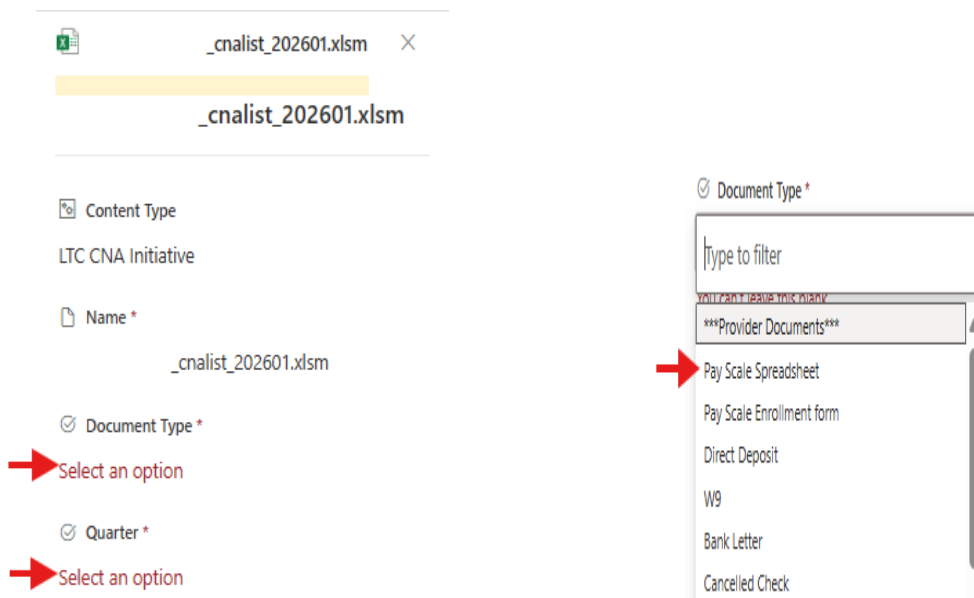 _cnalist_202601.xlsm
_cnalist_202601.xlsm
Content Type
LTC CNA Initiative
Name *
_cnalist_202601.xlsm
Document Type *
Select an option
Quarter *
Select an option
Document Type *
Type to filter
You can't leave this blank
***Provider Documents***
Pay Scale Spreadsheet
Pay Scale Enrollment form
Direct Deposit
W9
Bank Letter
Cancelled Check